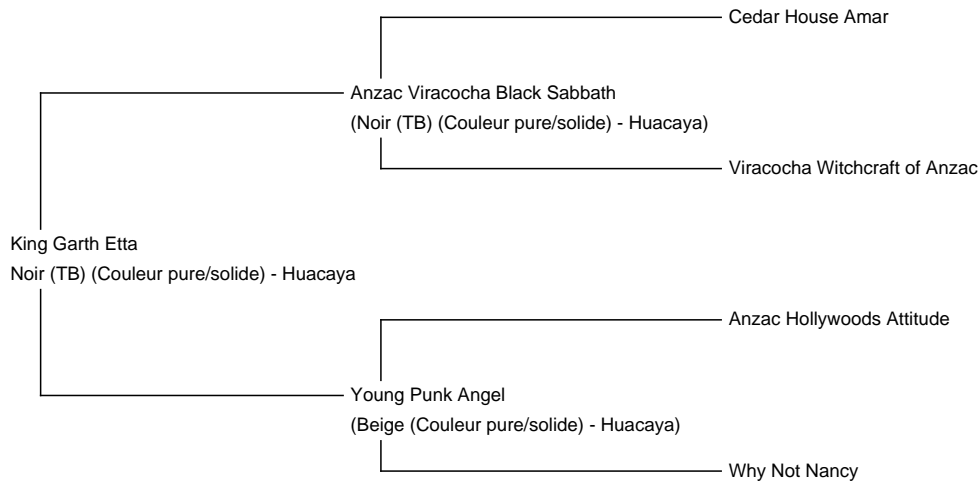 Cedar House Amar
Anzac Viracocha Black Sabbath
(Noir (TB) (Couleur pure/solide) - Huacaya)
Viracocha Witchcraft of Anzac
King Garth Etta
Noir (TB) (Couleur pure/solide) - Huacaya
Anzac Hollywoods Attitude
Young Punk Angel
(Beige (Couleur pure/solide) - Huacaya)
Why Not Nancy